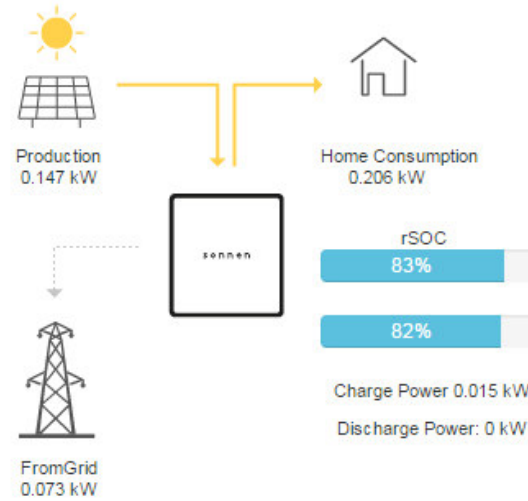 Production
0.147 kW
Home Consumption
0.206 kW
sonnen
rSOC
83%
82%
Charge Power 0.015 kW
Discharge Power: 0 kW
FromGrid
0.073 kW